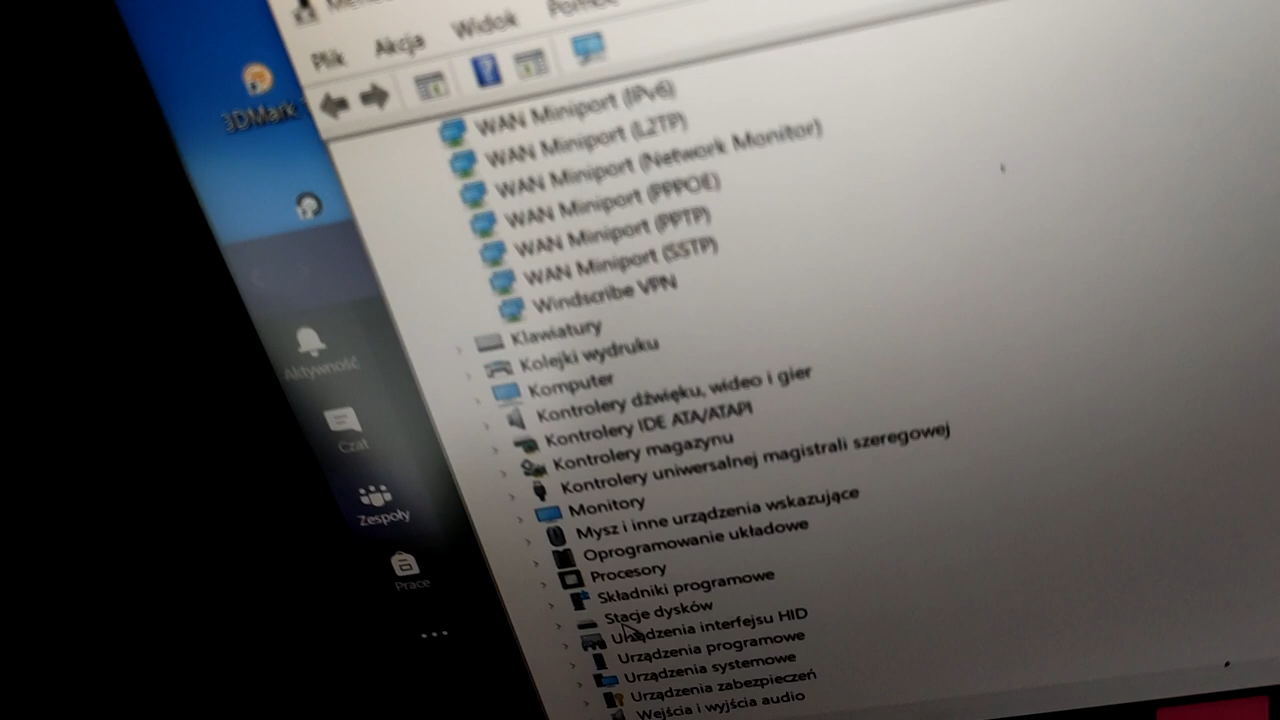 Plik Akcja Widok Pomoc
3DMark
WAN Miniport (IPv6)
WAN Miniport (L2TP)
WAN Miniport (Network Monitor)
WAN Miniport (PPPOE)
WAN Miniport (PPTP)
WAN Miniport (SSTP)
Windscribe VPN
Klawiatury
Kolejki wydruku
Komputer
Kontrolery dźwięku, wideo i gier
Kontrolery IDE ATA/ATAPI
Kontrolery magazynu
Kontrolery uniwersalnej magistrali szeregowej
Monitory
Mysz i inne urządzenia wskazujące
Oprogramowanie układowe
Procesory
Składniki programowe
Stacje dysków
Urządzenia interfejsu HID
Urządzenia programowe
Urządzenia systemowe
Urządzenia zabezpieczeń
Wejścia i wyjścia audio
Aktywność
Czat
Zespoły
Prace